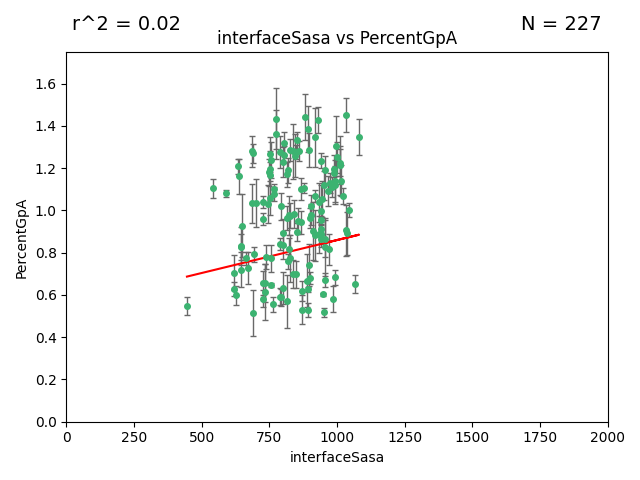 r^2 = 0.02
N = 227
interfaceSasa vs PercentGpA
PercentGpA
1.6
1.4
1.2
1.0
0.8
0.6
0.4
0.2
0.0
0 250 500 750 1000 1250 1500 1750 2000
interfaceSasa